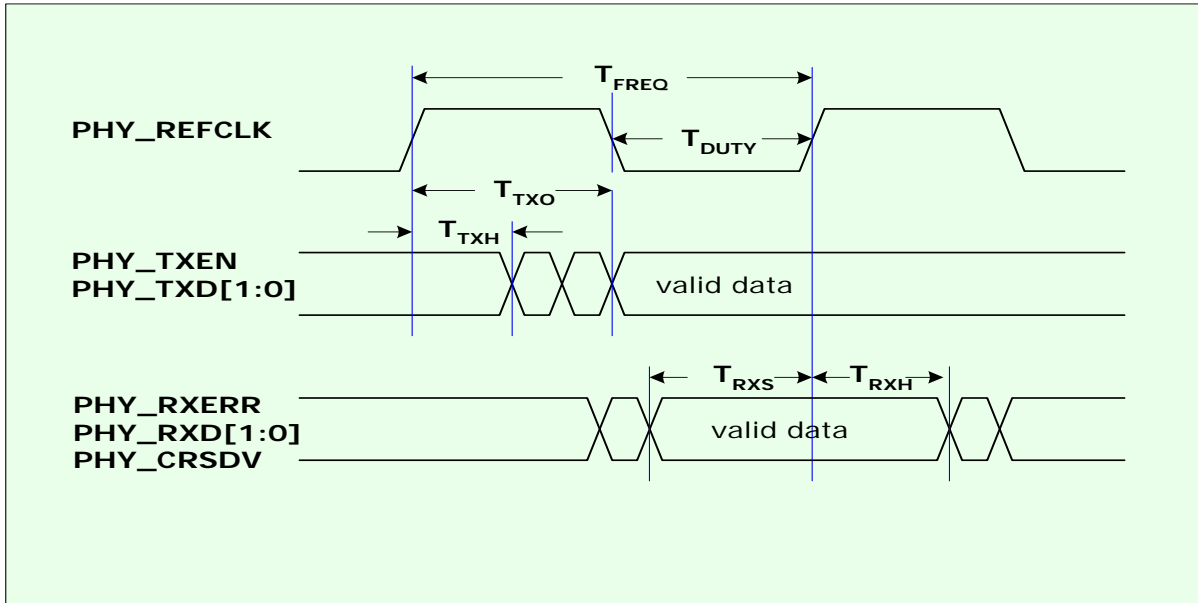 T_FREQ
PHY_REFCLK
T_DUTY
T_TXO
T_TXH
PHY_TXEN
PHY_TXD[1:0]
valid data
T_RXS
T_RXH
PHY_RXERR
PHY_RXD[1:0]
valid data
PHY_CRSDV